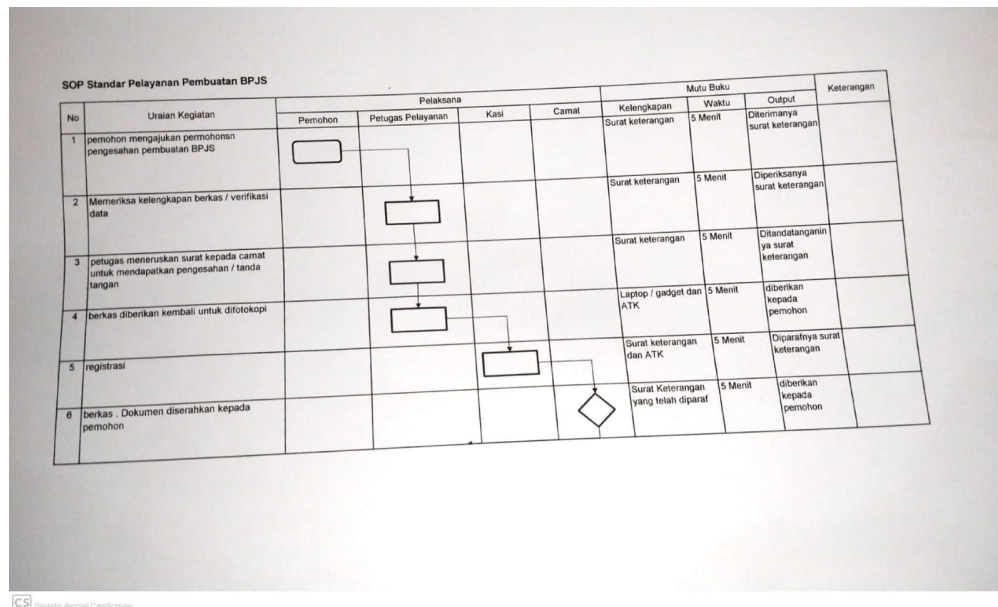 SOP Standar Pelayanan Pembuatan BPJS
No
Uraian Kegiatan
Pelaksana
Mutu Buku
Keterangan
Pemohon
Petugas Pelayanan
Kasi
Camat
Kelengkapan
Waktu
Output
1
pemohon mengajukan permohonsn
pengesahan pembuatan BPJS
Surat keterangan
5 Menit
Diterimanya
surat keterangan
2
Memeriksa kelengkapan berkas / verifikasi
data
Surat keterangan
5 Menit
Diperiksanya
surat keterangan
3
petugas meneruskan surat kepada camat
untuk mendapatkan pengesahan / tanda
tangan
Surat keterangan
5 Menit
Ditandatanganin
ya surat
keterangan
4
berkas diberikan kembali untuk difotokopi
Laptop / gadget dan
ATK
5 Menit
diberikan
kepada
pemohon
5
registrasi
Surat keterangan
dan ATK
5 Menit
Diparafnya surat
keterangan
6
berkas . Dokumen diserahkan kepada
pemohon
Surat Keterangan
yang telah diparaf
5 Menit
diberikan
kepada
pemohon
CS Dipindai dengan CamScanner